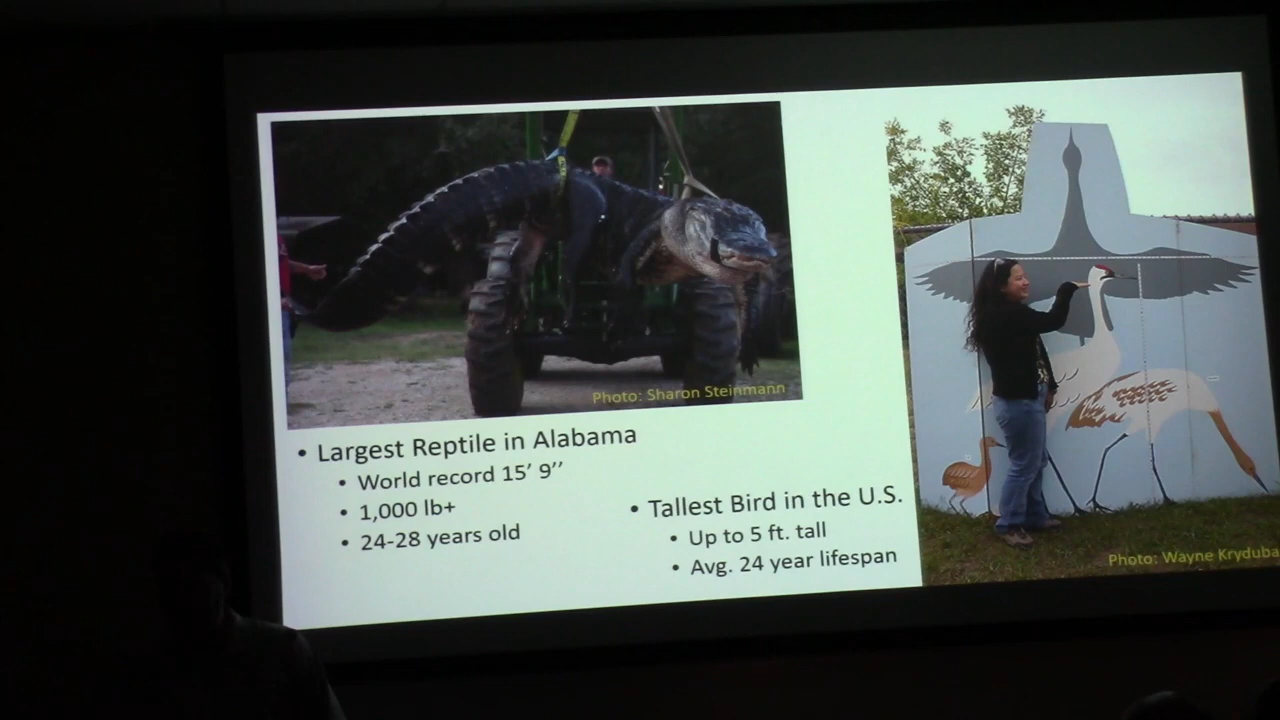 Photo: Sharon Steinmann
• Largest Reptile in Alabama
• World record 15’ 9’’
• 1,000 lb+
• 24-28 years old
• Tallest Bird in the U.S.
• Up to 5 ft. tall
• Avg. 24 year lifespan
Photo: Wayne Kryduba